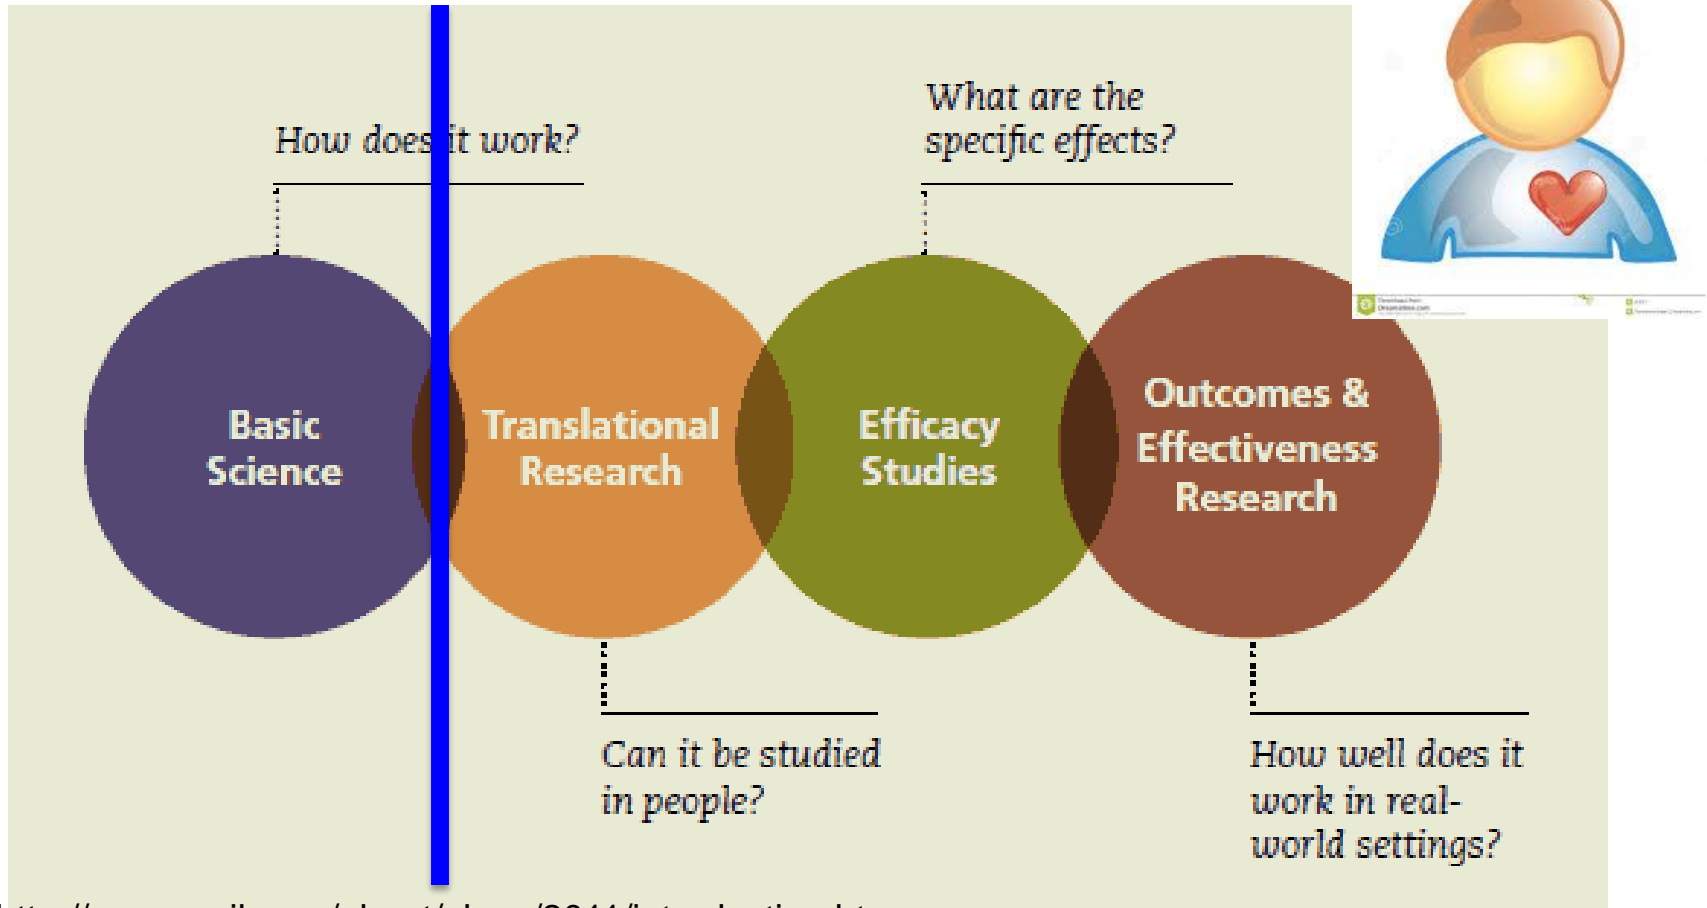 How does it work?
What are the
specific effects?
Basic
Science
Translational
Research
Efficacy
Studies
Outcomes &
Effectiveness
Research
Can it be studied
in people?
How well does it
work in real-
world settings?